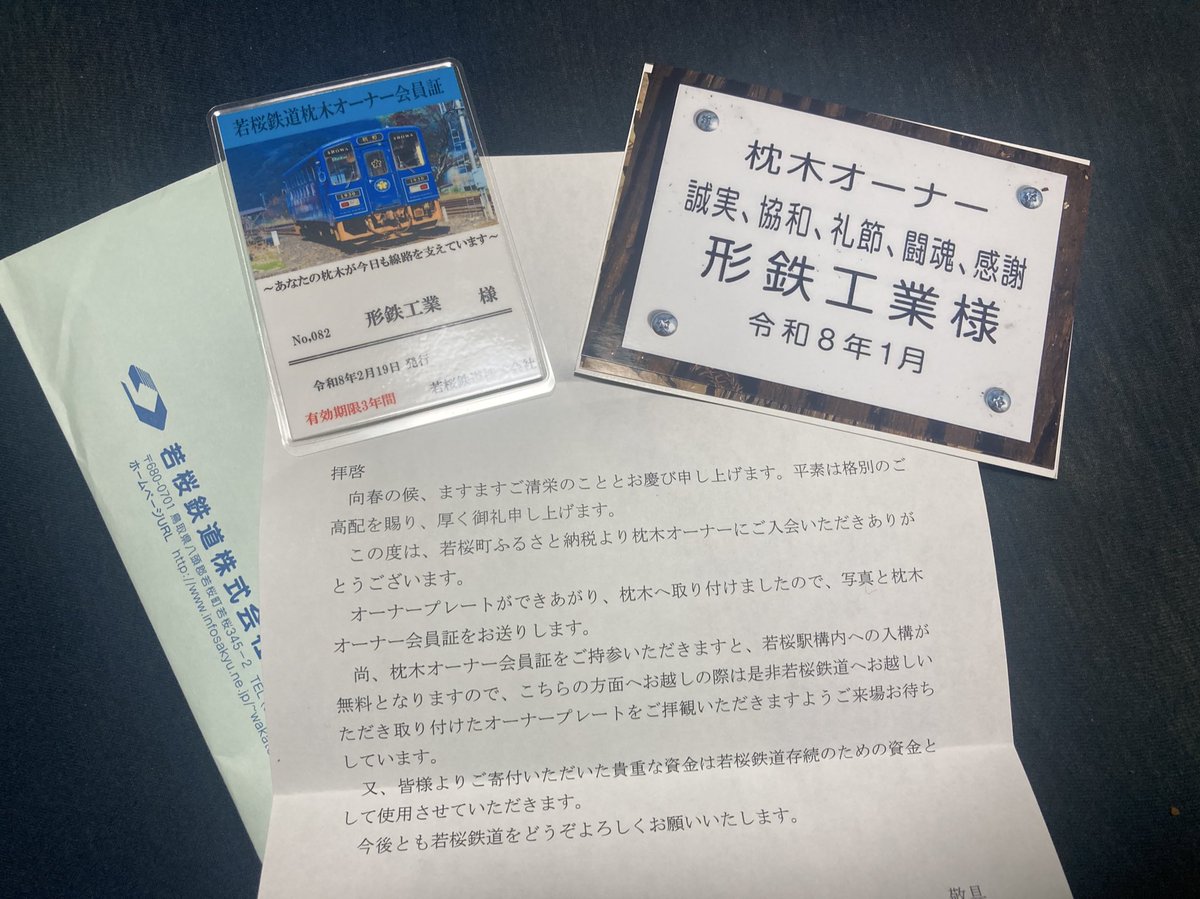 若桜鉄道枕木オーナー会員証
～あなたの枕木が今日も線路を支えています～
No,082 形鉄工業 様
令和8年2月19日 発行
若桜鉄道株式会社
有効期限3年間
枕木オーナー
誠実、協和、礼節、闘魂、感謝
形鉄工業様
令和8年1月
若桜鉄道株式会社
〒680-0701 鳥取県八頭郡若桜町若桜345-2 TEL
ホームページURL http://www.infosakyu.ne.jp/~wakat
拝啓
向春の候、ますますご清栄のこととお慶び申し上げます。平素は格別のご
高配を賜り、厚く御礼申し上げます。
この度は、若桜町ふるさと納税より枕木オーナーにご入会いただきありが
とうございます。
オーナープレートができあがり、枕木へ取り付けましたので、写真と枕木
オーナー会員証をお送りします。
尚、枕木オーナー会員証をご持参いただきますと、若桜駅構内への入構が
無料となりますので、こちらの方面へお越しの際は是非若桜鉄道へお越しい
ただき取り付けたオーナープレートをご拝観いただきますようご来場お待ち
しています。
又、皆様よりご寄付いただいた貴重な資金は若桜鉄道存続のための資金と
して使用させていただきます。
今後とも若桜鉄道をどうぞよろしくお願いいたします。
敬具